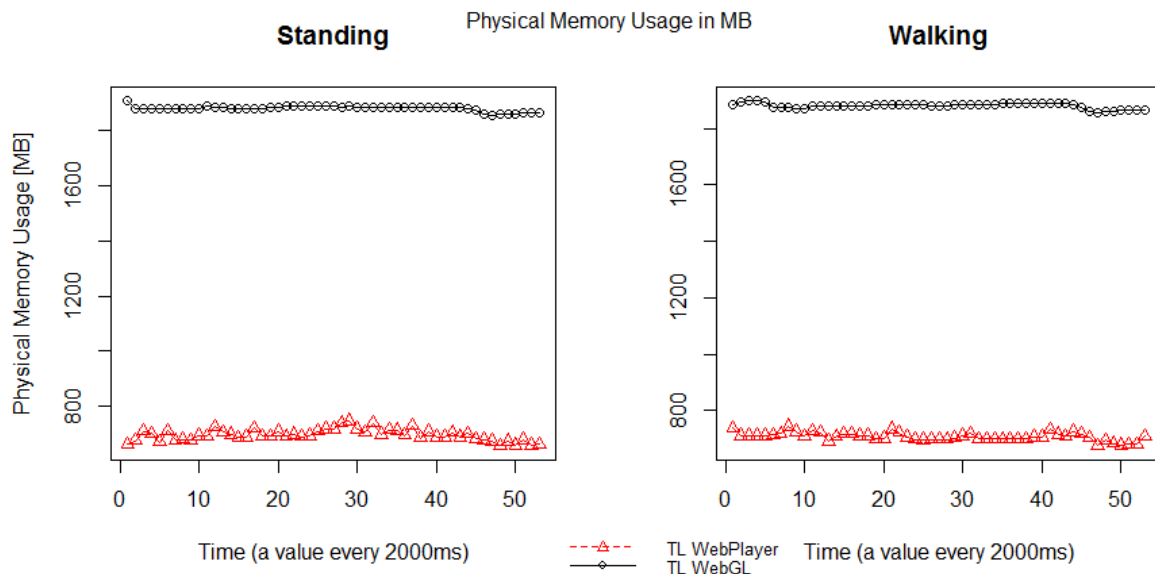 Physical Memory Usage in MB
Standing
Walking
Physical Memory Usage [MB]
1600
1200
800
0 10 20 30 40 50
Time (a value every 2000ms)
1600
1200
800
0 10 20 30 40 50
Time (a value every 2000ms)
TL WebPlayer
TL WebGL